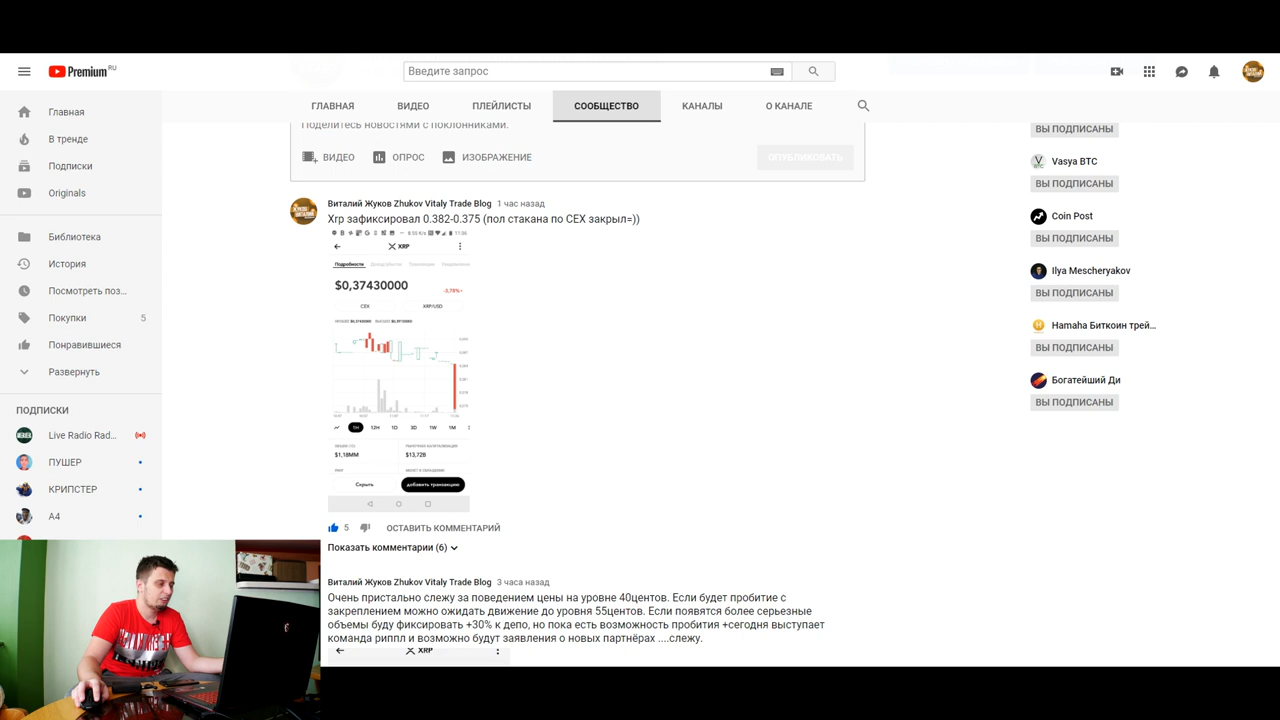 Premium RU
Введите запрос
ГЛАВНАЯ ВИДЕО ПЛЕЙЛИСТЫ СООБЩЕСТВО КАНАЛЫ О КАНАЛЕ
Поделитесь новостями с поклонниками.
ВИДЕО ОПРОС ИЗОБРАЖЕНИЕ ОПУБЛИКОВАТЬ
Главная
В тренде
Подписки
Originals
Библиотека
История
Посмотреть поз...
Покупки 5
Понравившиеся
Развернуть
ПОДПИСКИ
Live Radio Rad...
ПУШЕР
КРИПСТЕР
A4
Виталий Жуков Zhukov Vitaly Trade Blog 1 час назад
Xrp зафиксировал 0.382-0.375 (пол стакана по CEX закрыл=))
XRP
Подробности
$0,37430000
CEX XRP/USD
1H 12H 1D 3D 1W 1M
$1,18MM $13,72B
Скрыть добавить транзакцию
5 ОСТАВИТЬ КОММЕНТАРИЙ
Показать комментарии (6)
Виталий Жуков Zhukov Vitaly Trade Blog 3 часа назад
Очень пристально слежу за поведением цены на уровне 40центов. Если будет пробитие с
закреплением можно ожидать движение до уровня 55центов. Если появятся более серьезные
объемы буду фиксировать +30% к депо, но пока есть возможность пробития +сегодня выступает
команда риппл и возможно будут заявления о новых партнёрах ....слежу.
XRP
ВЫ ПОДПИСАНЫ
Vasya BTC
ВЫ ПОДПИСАНЫ
Coin Post
ВЫ ПОДПИСАНЫ
Ilya Mescheryakov
ВЫ ПОДПИСАНЫ
Hamaha Биткоин трей...
ВЫ ПОДПИСАНЫ
Богатейший Ди
ВЫ ПОДПИСАНЫ